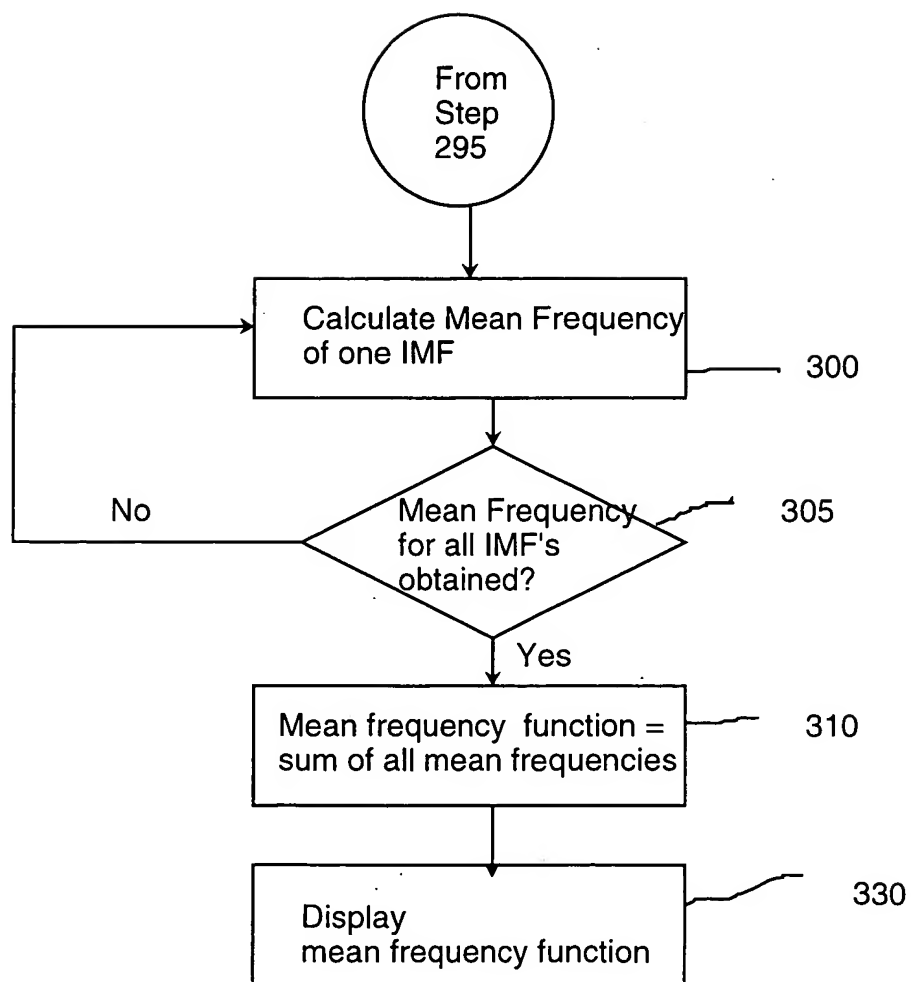 From
Step
295
Calculate Mean Frequency
of one IMF
300
No
Mean Frequency
for all IMF's
obtained?
305
Yes
Mean frequency function =
sum of all mean frequencies
310
Display
mean frequency function
330